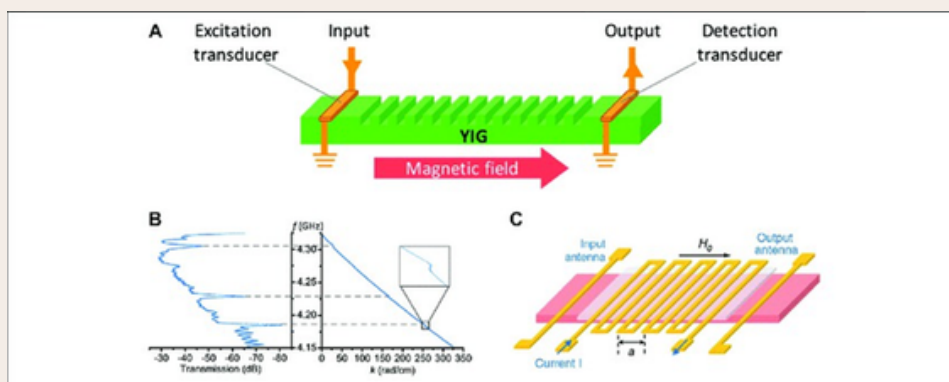 A
Excitation transducer
Input
Output
Detection transducer
YIG
Magnetic field
B
f [GHz]
4.30
4.25
4.20
4.15
-30 -40 -50 -60 -70 -80
Transmission (dB)
0 50 100 150 200 250 300 350
k (rad/cm)
C
Input antenna
H0
Output antenna
Current I
a